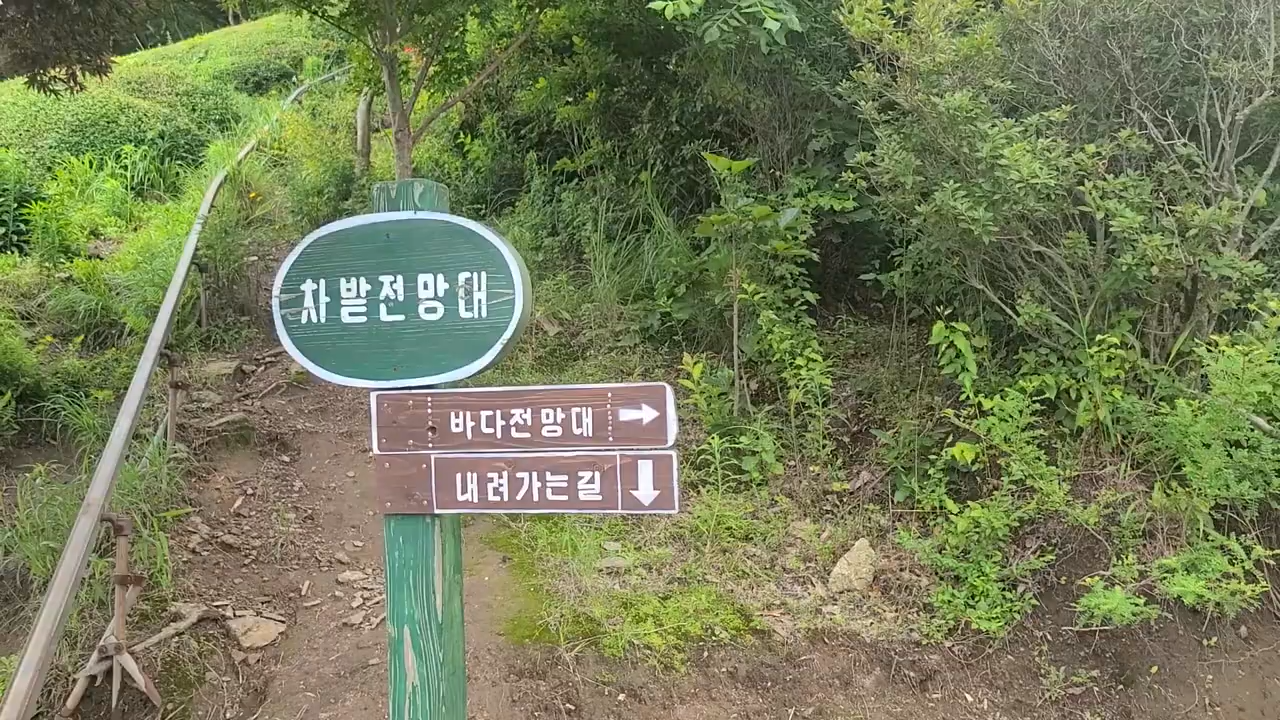 차밭전망대
바다전망대 →
내려가는길 ↓